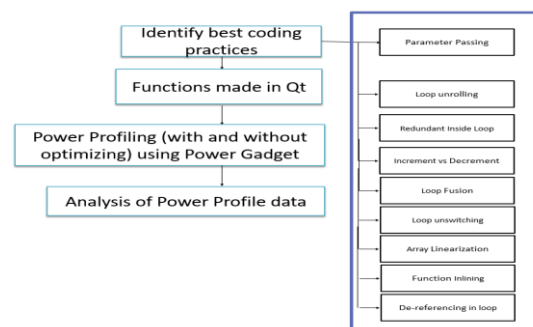 Identify best coding
practices
Functions made in Qt
Power Profiling (with and without
optimizing) using Power Gadget
Analysis of Power Profile data
Parameter Passing
Loop unrolling
Redundant Inside Loop
Increment vs Decrement
Loop Fusion
Loop unswitching
Array Linearization
Function Inlining
De-referencing in loop